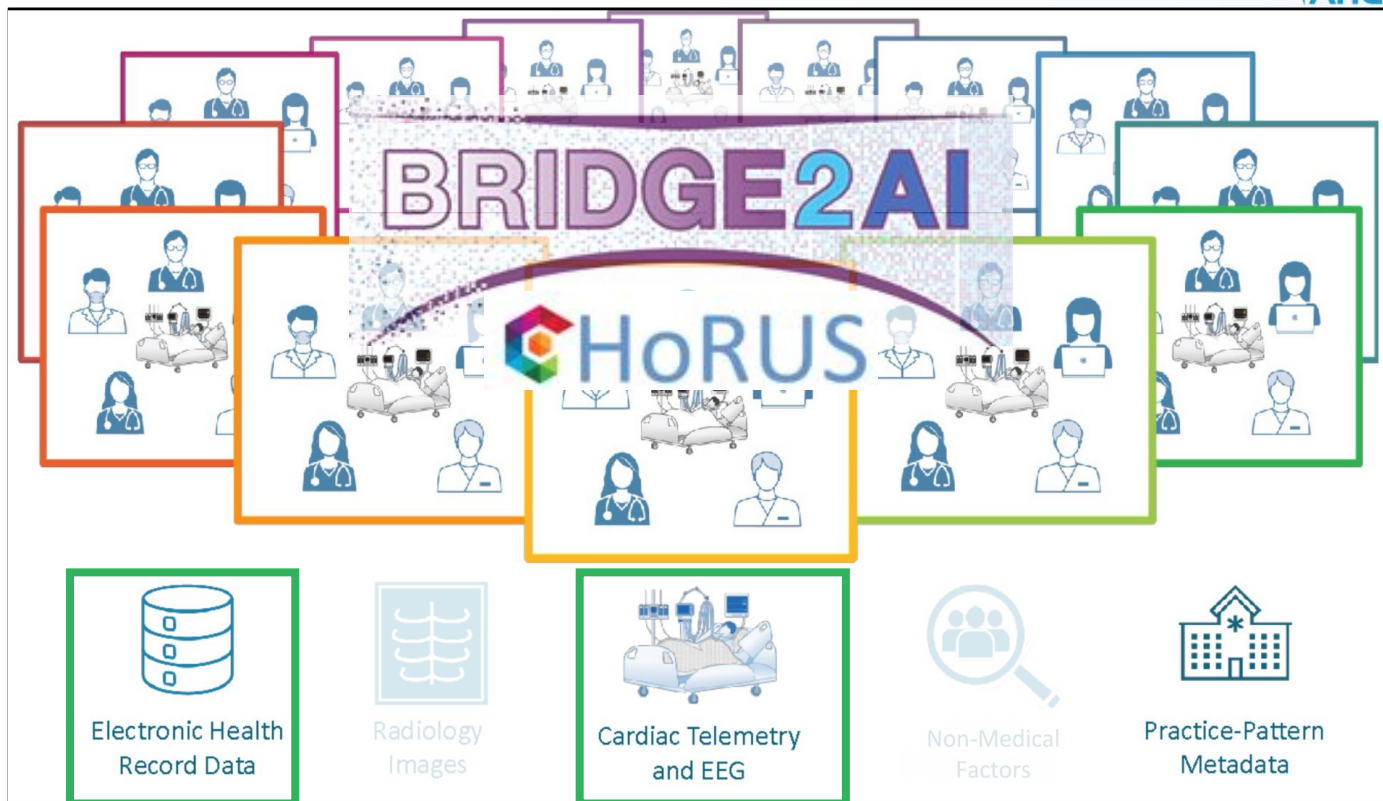 BRIDGE2AI
CHoRUS
Electronic Health
Record Data
Radiology
Images
Cardiac Telemetry
and EEG
Non-Medical
Factors
Practice-Pattern
Metadata